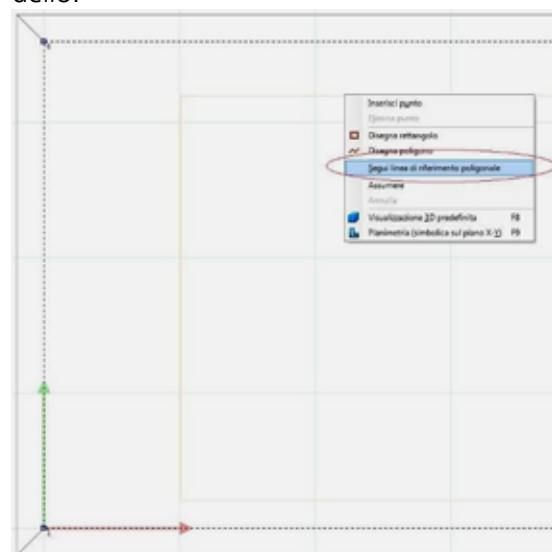 dello.
Inserisci punto
Elimina punto
Disegna rettangolo
Disegna poligono
Segui linea di riferimento poligonale
Assumere
Annulla
Visualizzazione 3D predefinita F8
Planimetria (simbolica sul piano X-Y) F9